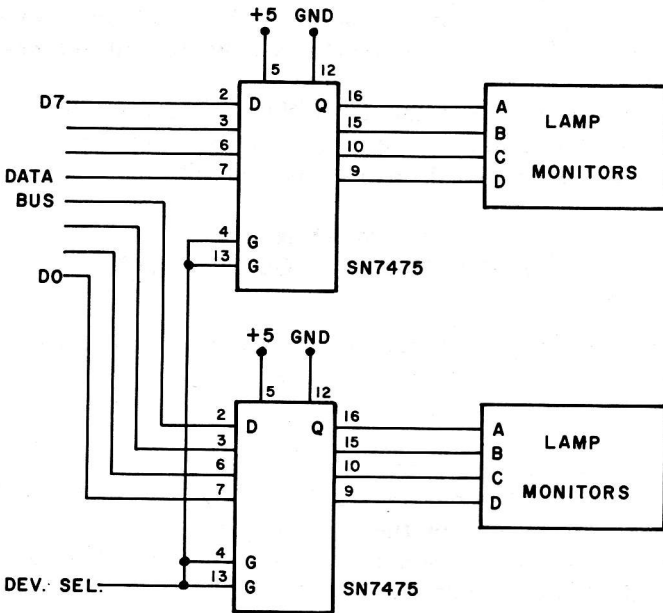 +5 GND
5 12
D7 2 D Q 16 A LAMP
3 15 B
6 10 C
DATA 7 9 D MONITORS
BUS
4 G
D0 13 G SN7475
+5 GND
5 12
2 D Q 16 A LAMP
3 15 B
6 10 C
7 9 D MONITORS
4 G
DEV. SEL. 13 G SN7475